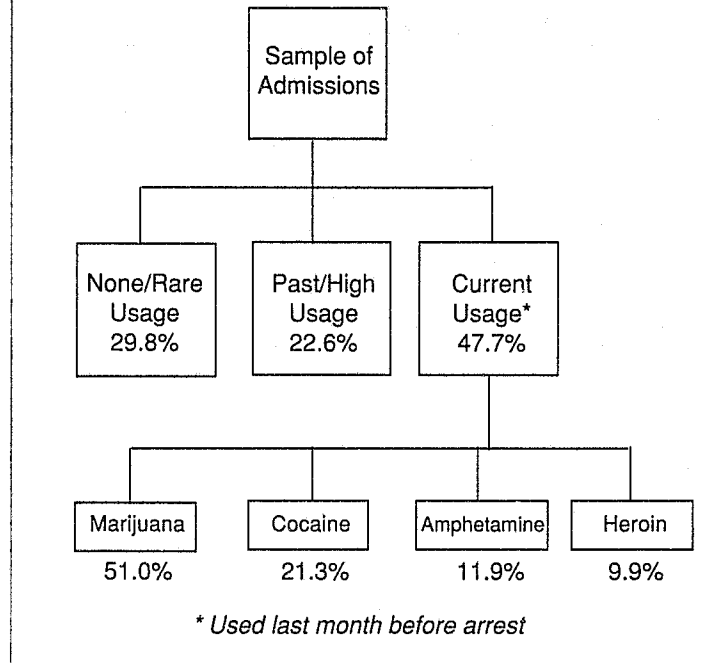 Sample of
Admissions
None/Rare
Usage
29.8%
Past/High
Usage
22.6%
Current
Usage*
47.7%
Marijuana
51.0%
Cocaine
21.3%
Amphetamine
11.9%
Heroin
9.9%
* Used last month before arrest